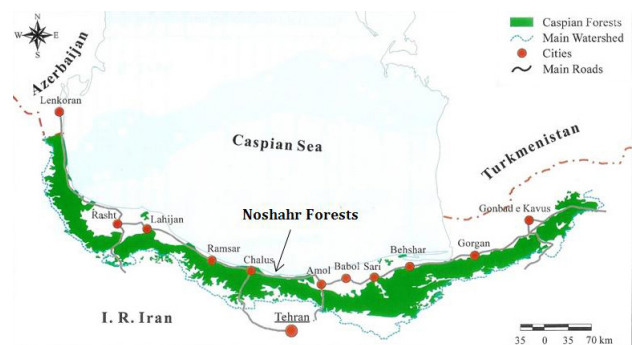 N
W
E
S
Azerbaijan
Lenkoran
Caspian Forests
Main Watershed
Cities
Main Roads
Caspian Sea
Turkmenistan
Noshahr Forests
Rasht
Lahijan
Ramsar
Chalus
Amol
Babol
Sari
Behshar
Gorgan
Gonbad e Kavus
I. R. Iran
Tehran
35 0 35 70 km